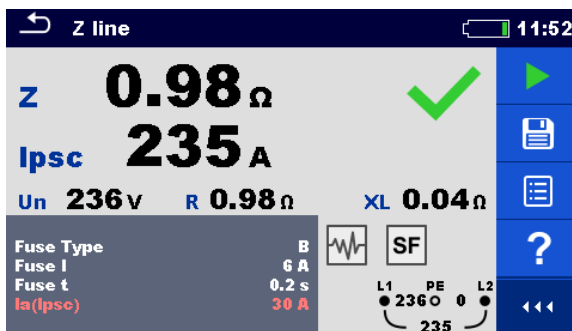 Z line 11:52
Z 0.98 Ω
Ipsc 235 A
Un 236 V R 0.98 Ω XL 0.04 Ω
Fuse Type B
Fuse I 6 A
Fuse t 0.2 s
Ia(Ipsc) 30 A
SF
?
L1 PE L2
236 0
235